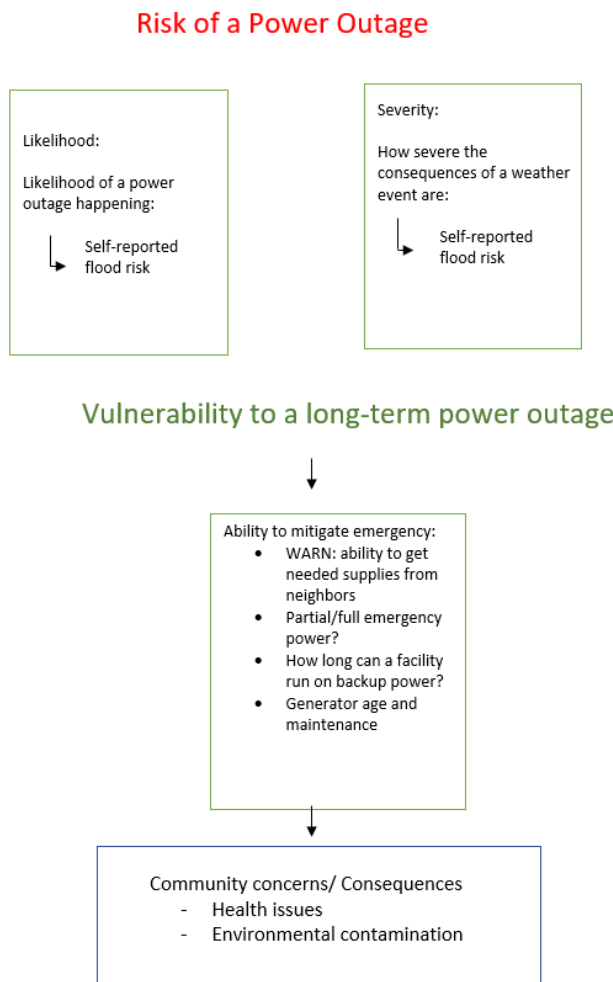 Risk of a Power Outage
Likelihood:
Likelihood of a power
outage happening:
Self-reported
flood risk
Severity:
How severe the
consequences of a weather
event are:
Self-reported
flood risk
Vulnerability to a long-term power outage
Ability to mitigate emergency:
• WARN: ability to get
needed supplies from
neighbors
• Partial/full emergency
power?
• How long can a facility
run on backup power?
• Generator age and
maintenance
Community concerns/ Consequences
- Health issues
- Environmental contamination